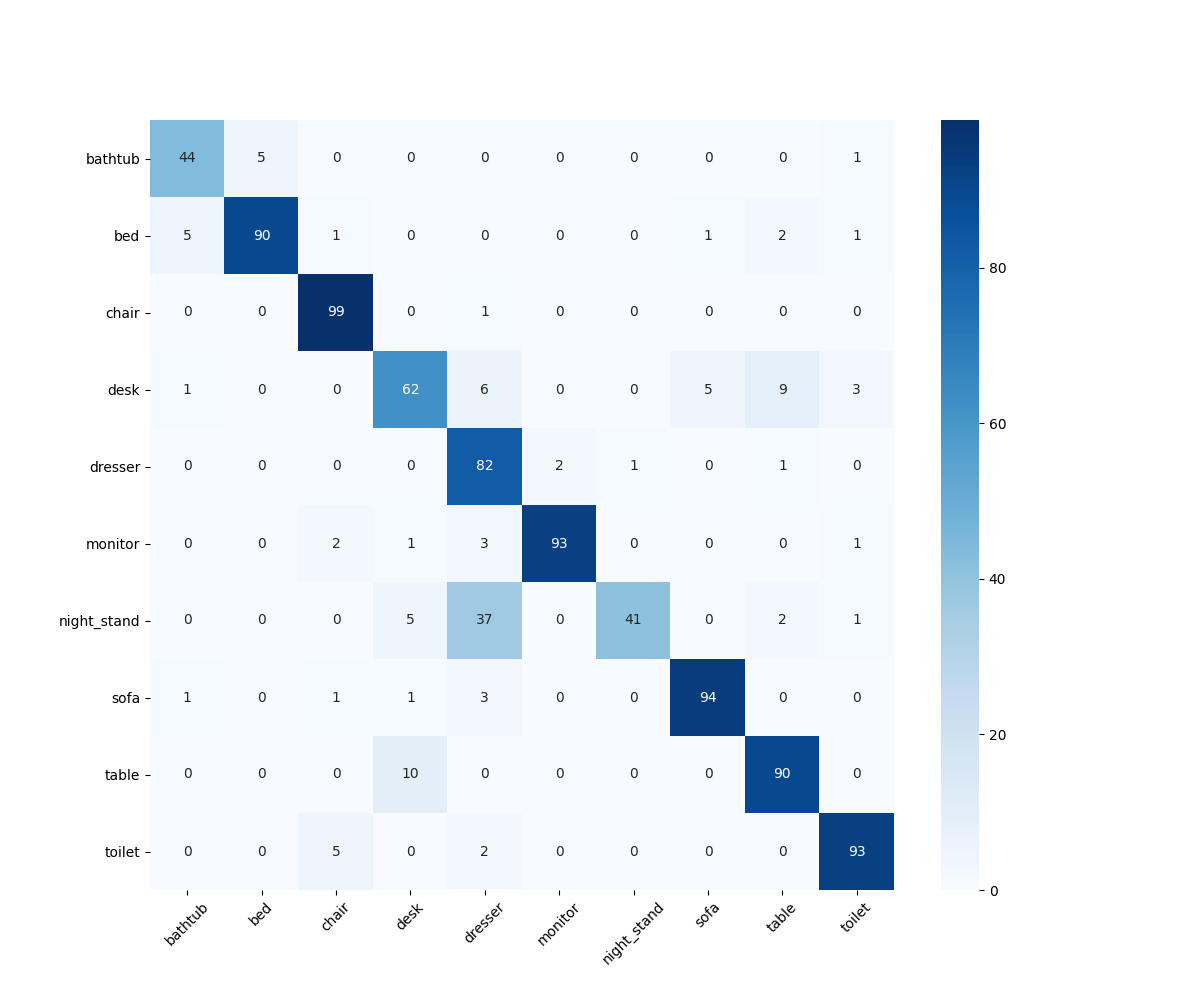 bathtub 44 5 0 0 0 0 0 0 0 1
bed 5 90 1 0 0 0 0 1 2 1
chair 0 0 99 0 1 0 0 0 0 0
desk 1 0 0 62 6 0 0 5 9 3
dresser 0 0 0 0 82 2 1 0 1 0
monitor 0 0 2 1 3 93 0 0 0 1
night_stand 0 0 0 5 37 0 41 0 2 1
sofa 1 0 1 1 3 0 0 94 0 0
table 0 0 0 10 0 0 0 0 90 0
toilet 0 0 5 0 2 0 0 0 0 93
bathtub bed chair desk dresser monitor night_stand sofa table toilet
80
60
40
20
0